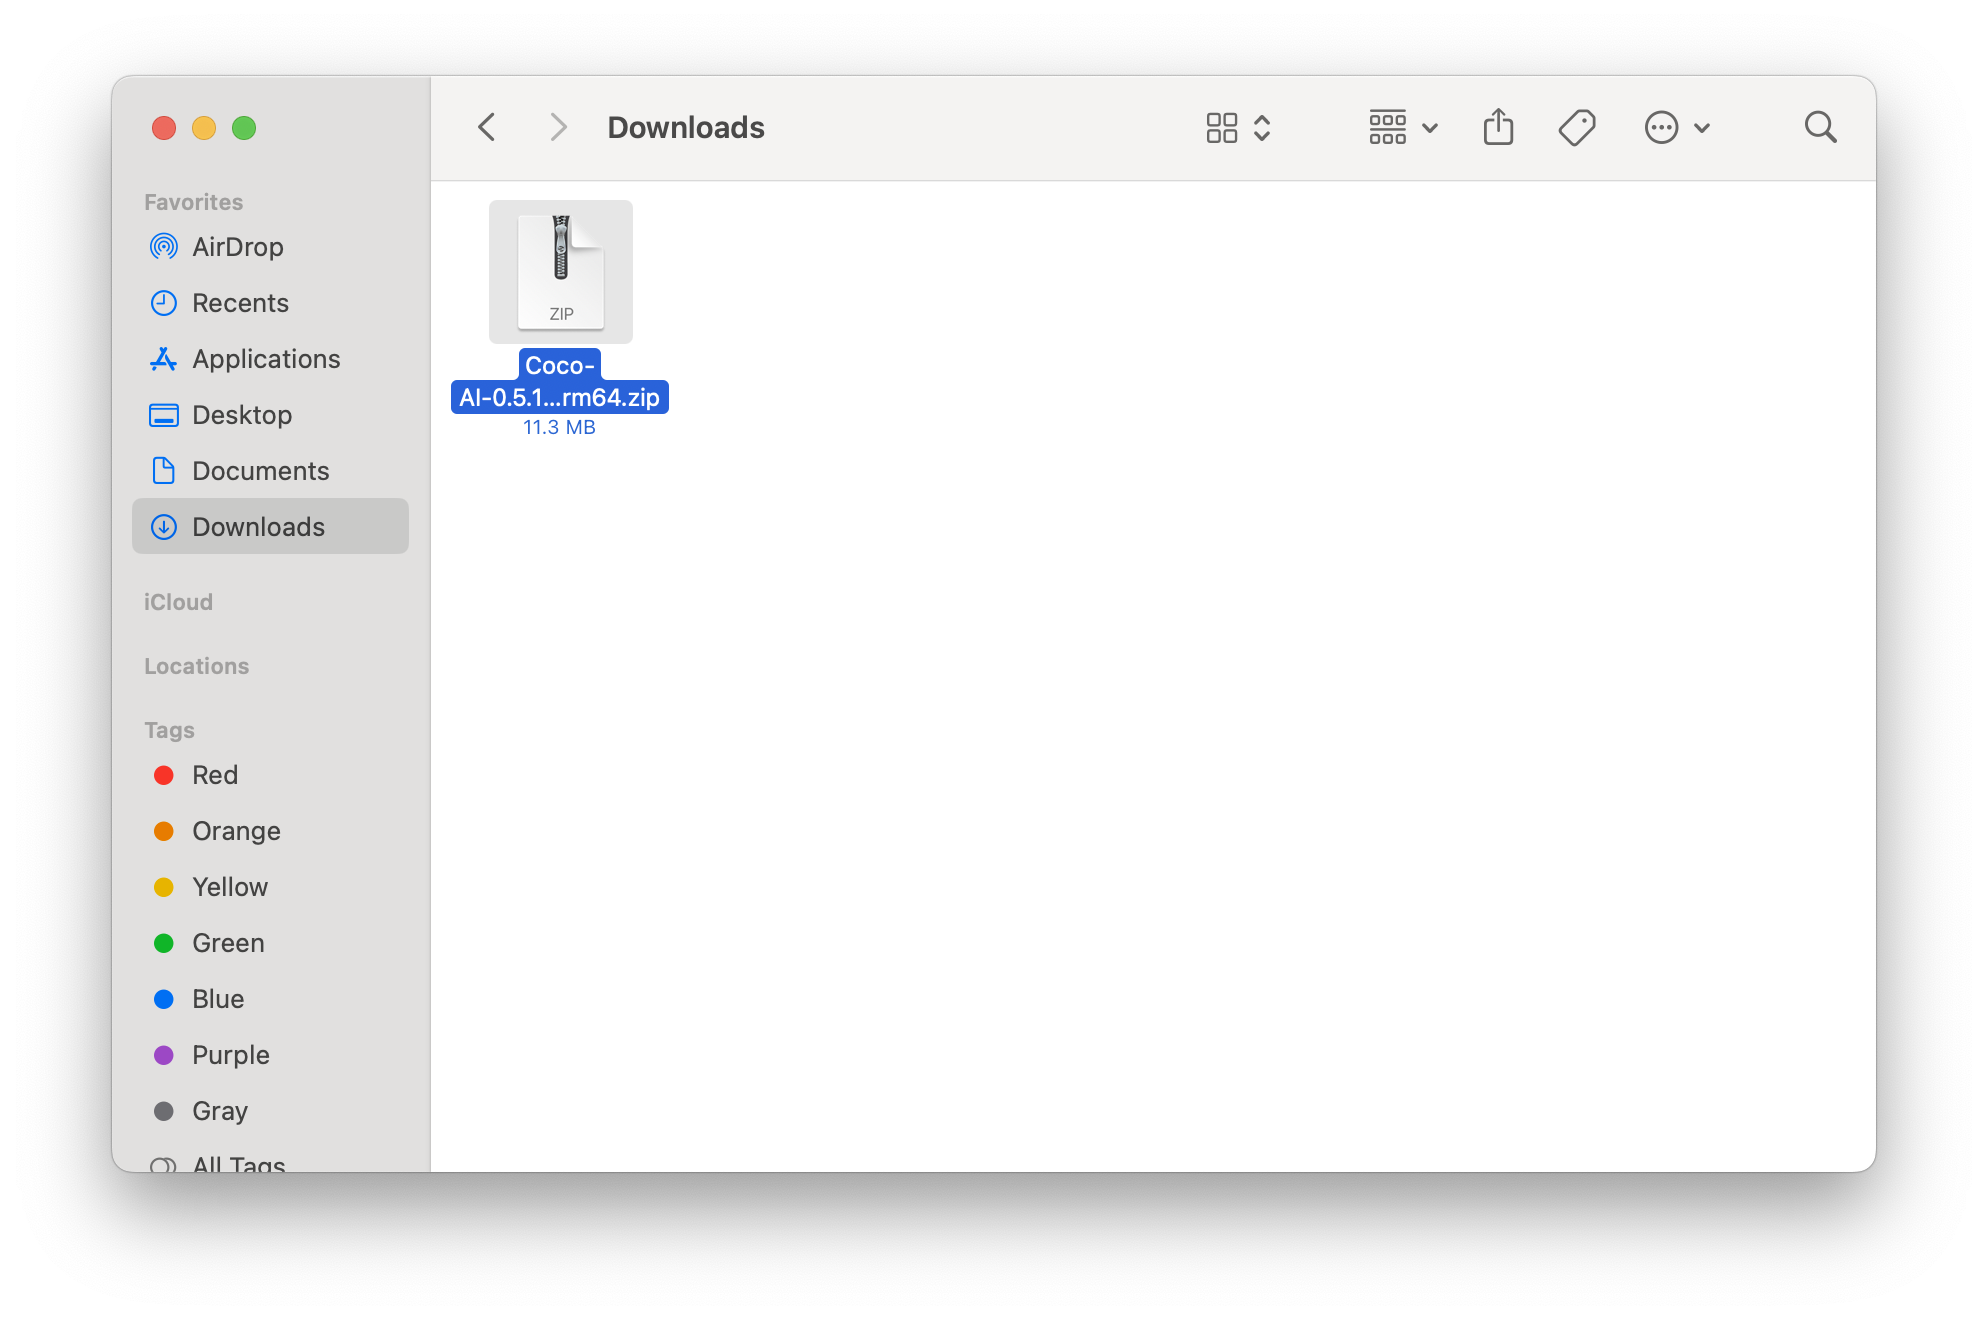 Downloads
Favorites
AirDrop
Recents
Applications
Desktop
Documents
Downloads
iCloud
Locations
Tags
Red
Orange
Yellow
Green
Blue
Purple
Gray
All Tags
ZIP
Coco-
AI-0.5.1...rm64.zip
11.3 MB